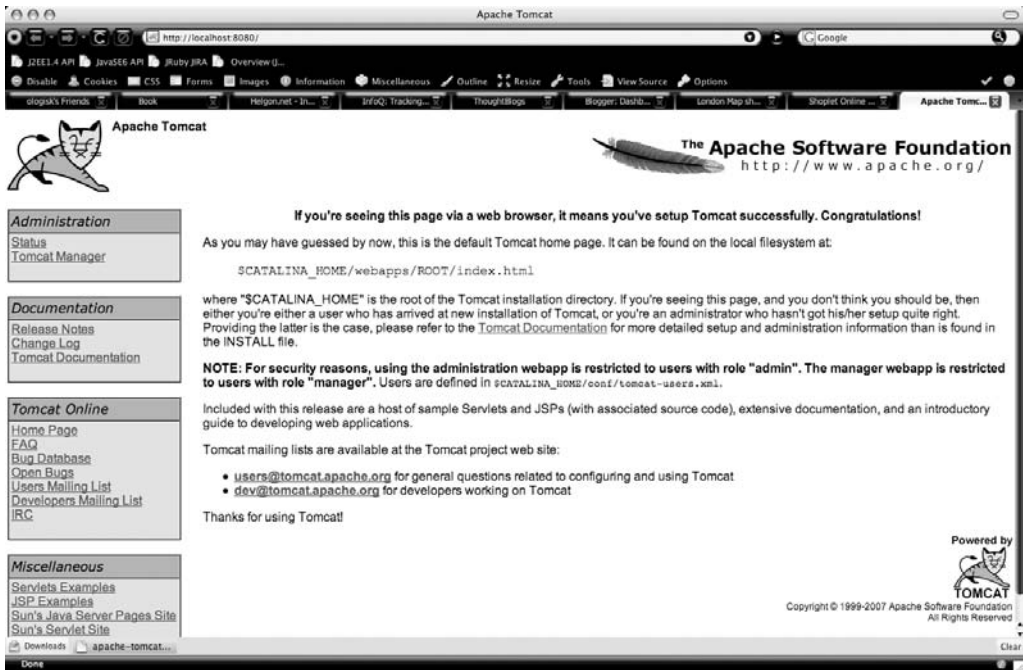 Apache Tomcat
http://localhost:8080/
Google
J2EE1.4 API JavaSE6 API JRuby JIRA Overview (J...
Disable Cookies CSS Forms Images Information Miscellaneous Outline Resize Tools View Source Options
ologisk's Friends Book Helgon.net - In... InfoQ: Tracking... ThoughtBlogs Blogger: Dashb... London Map sh... Shoplet Online ... Apache Tomc...
Apache Tomcat
The Apache Software Foundation
http://www.apache.org/
Administration
Status
Tomcat Manager
Documentation
Release Notes
Change Log
Tomcat Documentation
Tomcat Online
Home Page
FAQ
Bug Database
Open Bugs
Users Mailing List
Developers Mailing List
IRC
Miscellaneous
Servlets Examples
JSP Examples
Sun's Java Server Pages Site
Sun's Servlet Site
If you're seeing this page via a web browser, it means you've setup Tomcat successfully. Congratulations!
As you may have guessed by now, this is the default Tomcat home page. It can be found on the local filesystem at:
$CATALINA_HOME/webapps/ROOT/index.html
where "$CATALINA_HOME" is the root of the Tomcat installation directory. If you're seeing this page, and you don't think you should be, then
either you're either a user who has arrived at new installation of Tomcat, or you're an administrator who hasn't got his/her setup quite right.
Providing the latter is the case, please refer to the Tomcat Documentation for more detailed setup and administration information than is found in
the INSTALL file.
NOTE: For security reasons, using the administration webapp is restricted to users with role "admin". The manager webapp is restricted
to users with role "manager". Users are defined in $CATALINA_HOME/conf/tomcat-users.xml.
Included with this release are a host of sample Servlets and JSPs (with associated source code), extensive documentation, and an introductory
guide to developing web applications.
Tomcat mailing lists are available at the Tomcat project web site:
• users@tomcat.apache.org for general questions related to configuring and using Tomcat
• dev@tomcat.apache.org for developers working on Tomcat
Thanks for using Tomcat!
Powered by
TOMCAT
Copyright © 1999-2007 Apache Software Foundation
All Rights Reserved
Downloads apache-tomcat... Clear
Done